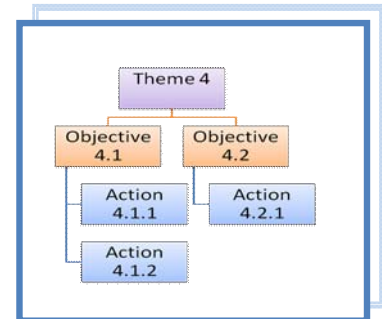 Theme 4
Objective
4.1
Objective
4.2
Action
4.1.1
Action
4.2.1
Action
4.1.2